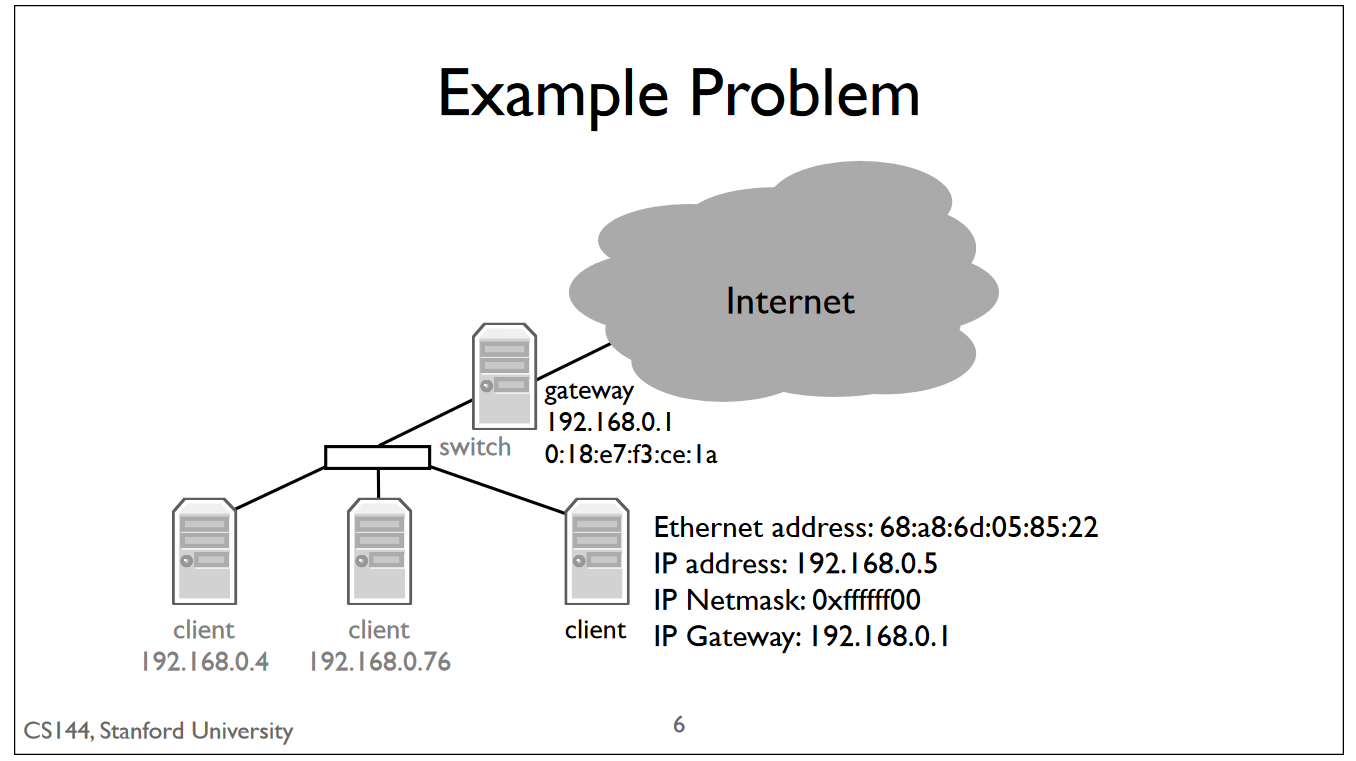 Example Problem
Internet
gateway
192.168.0.1
0:18:e7:f3:ce:1a
switch
Ethernet address: 68:a8:6d:05:85:22
IP address: 192.168.0.5
IP Netmask: 0xffffff00
IP Gateway: 192.168.0.1
client
192.168.0.4
client
192.168.0.76
client
CS144, Stanford University
6